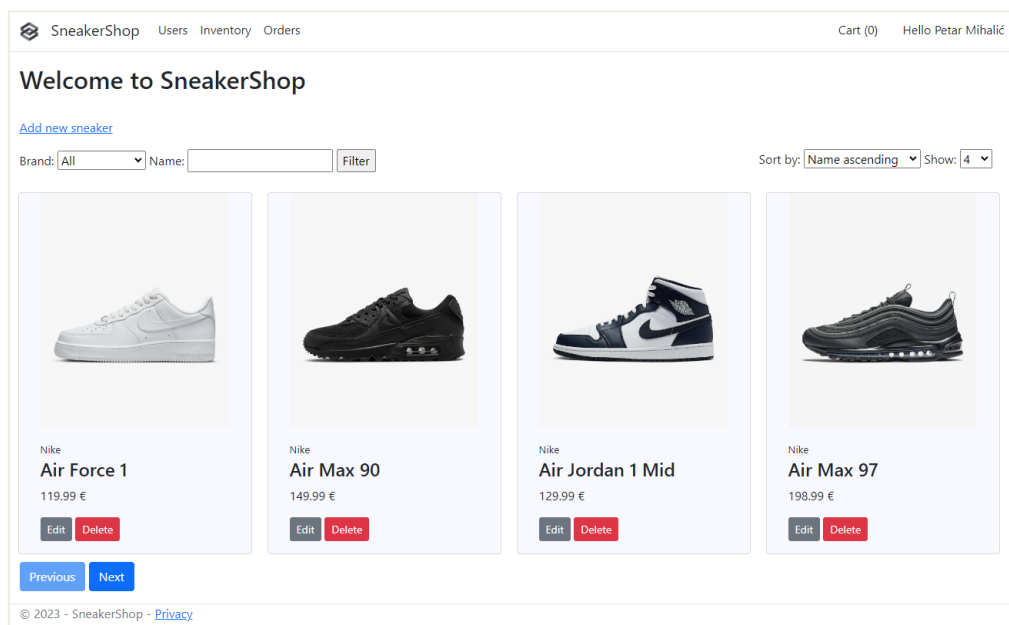 SneakerShop Users Inventory Orders Cart (0) Hello Petar Mihalić
Welcome to SneakerShop
Add new sneaker
Brand: All Name: Filter Sort by: Name ascending Show: 4
Nike Nike Nike Nike
Air Force 1 Air Max 90 Air Jordan 1 Mid Air Max 97
119.99 € 149.99 € 129.99 € 198.99 €
Edit Delete Edit Delete Edit Delete Edit Delete
Previous Next
© 2023 - SneakerShop - Privacy